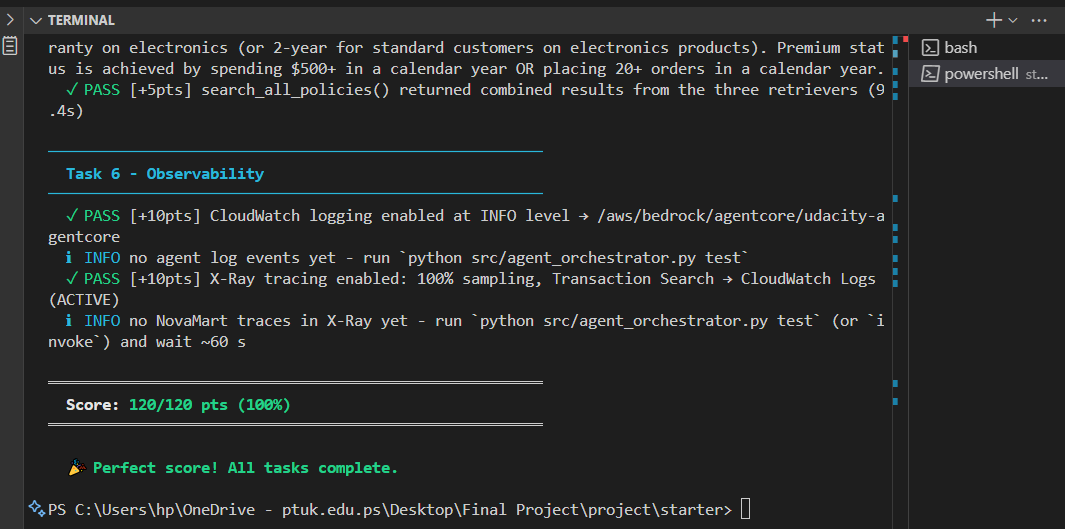 TERMINAL
ranty on electronics (or 2-year for standard customers on electronics products). Premium stat
us is achieved by spending $500+ in a calendar year OR placing 20+ orders in a calendar year.
✓ PASS [+5pts] search_all_policies() returned combined results from the three retrievers (9
.4s)
Task 6 - Observability
✓ PASS [+10pts] CloudWatch logging enabled at INFO level → /aws/bedrock/agentcore/udacity-a
gentcore
ℹ INFO no agent log events yet - run `python src/agent_orchestrator.py test`
✓ PASS [+10pts] X-Ray tracing enabled: 100% sampling, Transaction Search → CloudWatch Logs
(ACTIVE)
ℹ INFO no NovaMart traces in X-Ray yet - run `python src/agent_orchestrator.py test` (or `i
nvoke`) and wait ~60 s
Score: 120/120 pts (100%)
🎉 Perfect score! All tasks complete.
PS C:\Users\hp\OneDrive - ptuk.edu.ps\Desktop\Final Project\project\starter>
bash
powershell st...